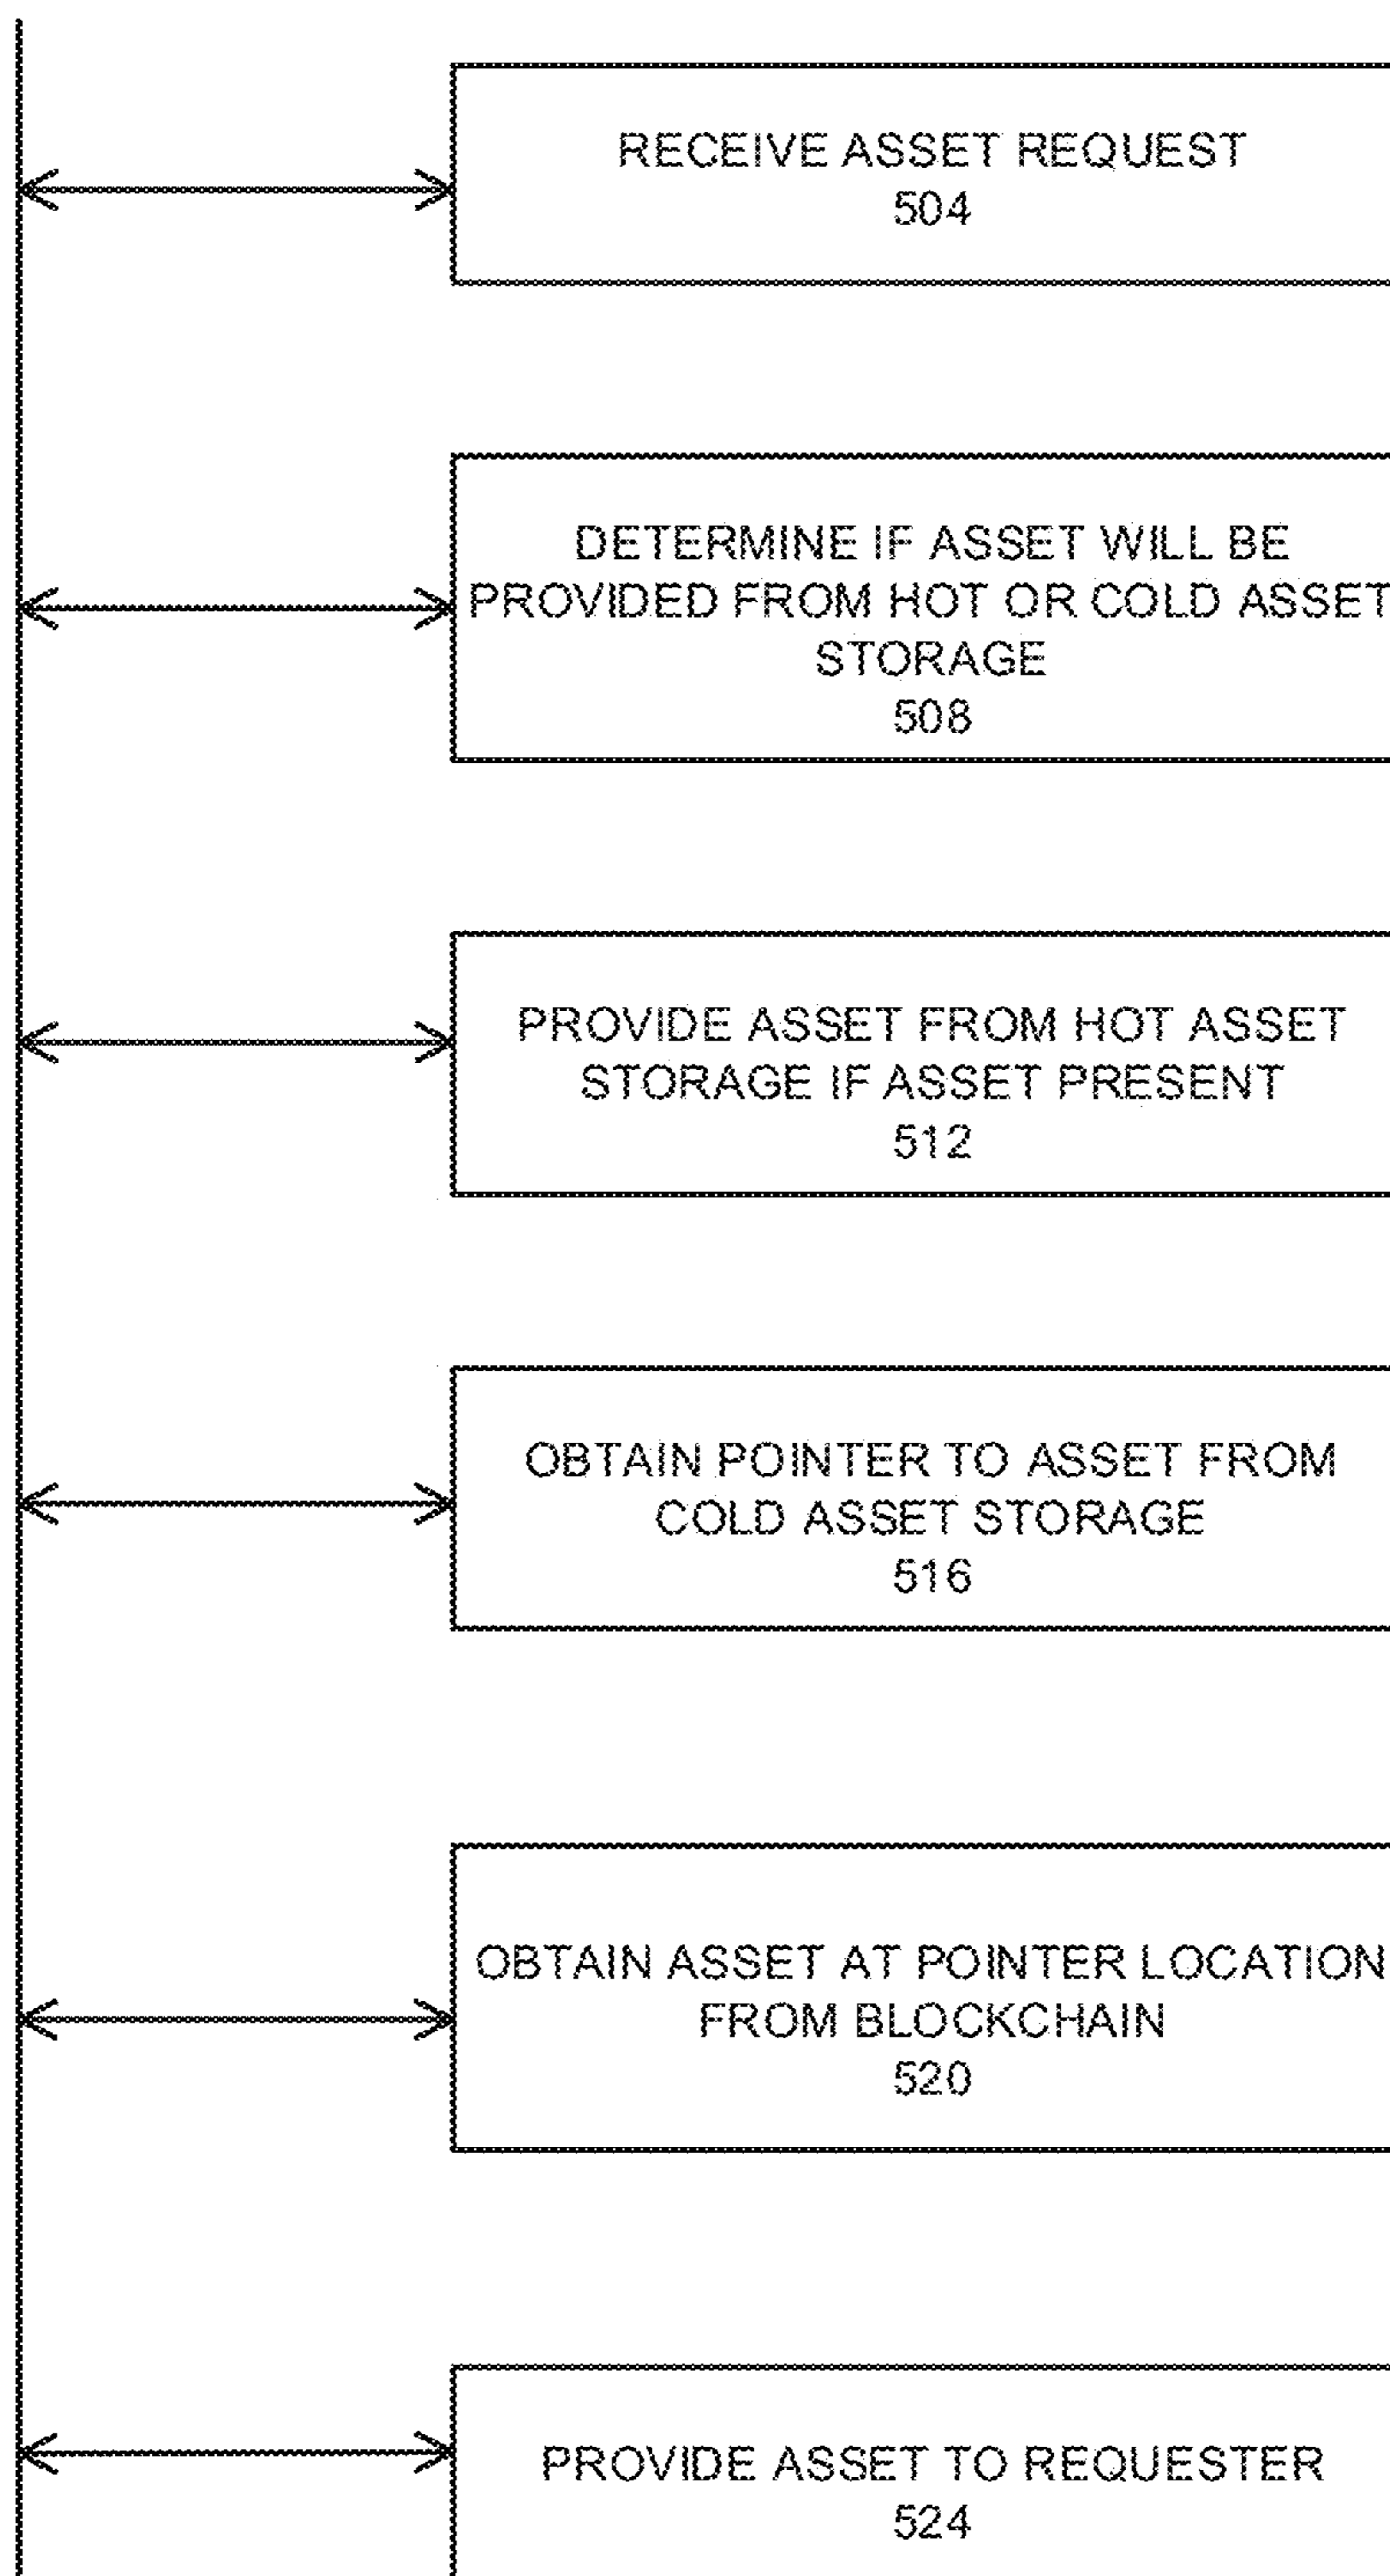 RECEIVE ASSET REQUEST
504
DETERMINE IF ASSET WILL BE
PROVIDED FROM HOT OR COLD ASSET
STORAGE
508
PROVIDE ASSET FROM HOT ASSET
STORAGE IF ASSET PRESENT
512
OBTAIN POINTER TO ASSET FROM
COLD ASSET STORAGE
516
OBTAIN ASSET AT POINTER LOCATION
FROM BLOCKCHAIN
520
PROVIDE ASSET TO REQUESTER
524